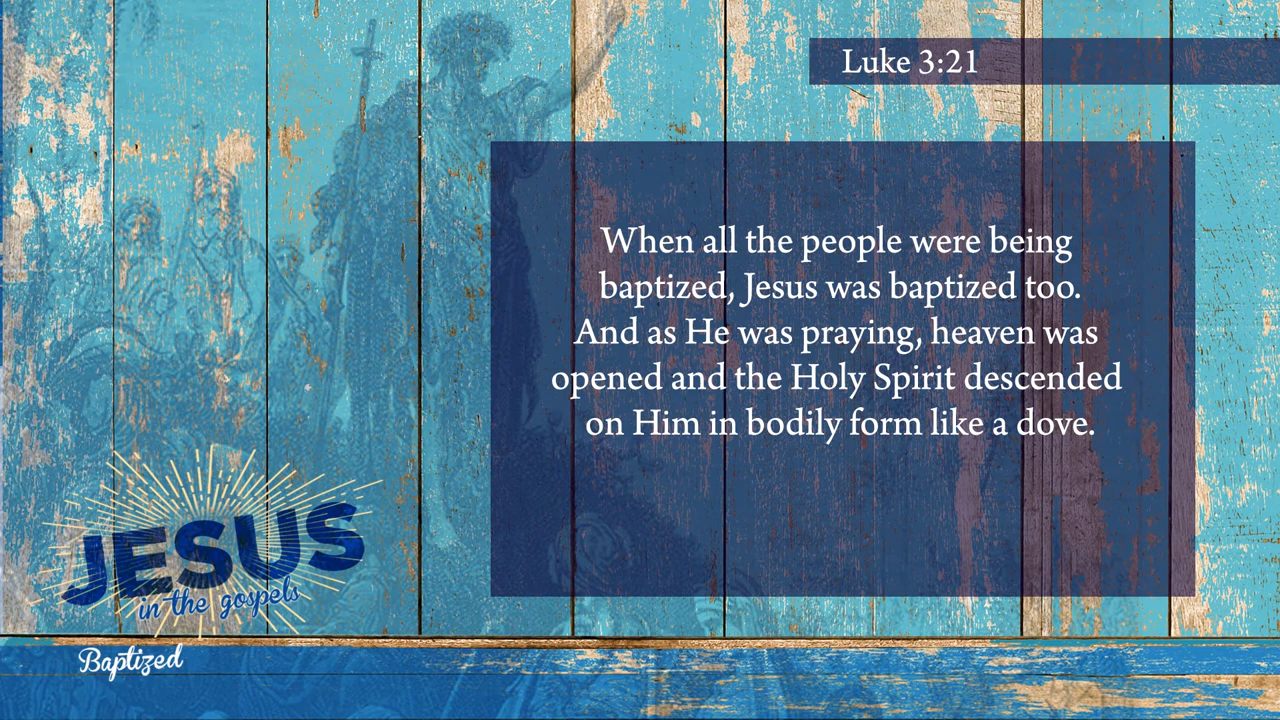 Luke 3:21
When all the people were being
baptized, Jesus was baptized too.
And as He was praying, heaven was
opened and the Holy Spirit descended
on Him in bodily form like a dove.
JESUS
in the gospels
Baptized